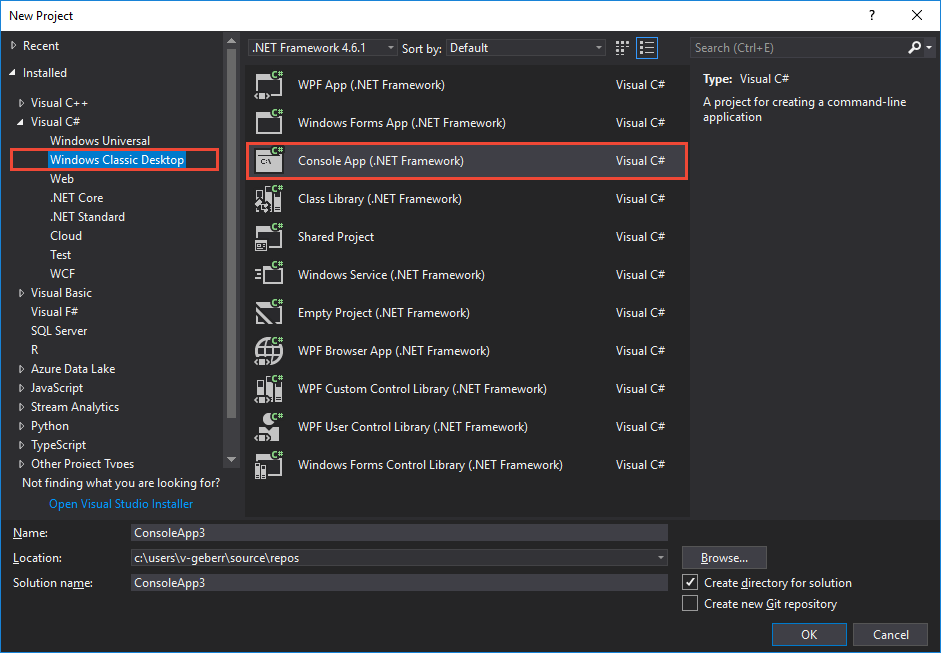 New Project
?
Recent
Installed
Visual C++
Visual C#
Windows Universal
Windows Classic Desktop
Web
.NET Core
.NET Standard
Cloud
Test
WCF
Visual Basic
Visual F#
SQL Server
R
Azure Data Lake
JavaScript
Stream Analytics
Python
TypeScript
Other Project Types
Not finding what you are looking for?
Open Visual Studio Installer
.NET Framework 4.6.1 Sort by: Default
C# WPF App (.NET Framework) Visual C#
C# Windows Forms App (.NET Framework) Visual C#
C# C:\ Console App (.NET Framework) Visual C#
C# Class Library (.NET Framework) Visual C#
C# Shared Project Visual C#
C# Windows Service (.NET Framework) Visual C#
C# Empty Project (.NET Framework) Visual C#
C# WPF Browser App (.NET Framework) Visual C#
C# WPF Custom Control Library (.NET Framework) Visual C#
C# WPF User Control Library (.NET Framework) Visual C#
C# Windows Forms Control Library (.NET Framework) Visual C#
Search (Ctrl+E)
Type: Visual C#
A project for creating a command-line
application
Name: ConsoleApp3
Location: c:\users\v-geberr\source\repos
Browse...
Solution name: ConsoleApp3
Create directory for solution
Create new Git repository
OK Cancel